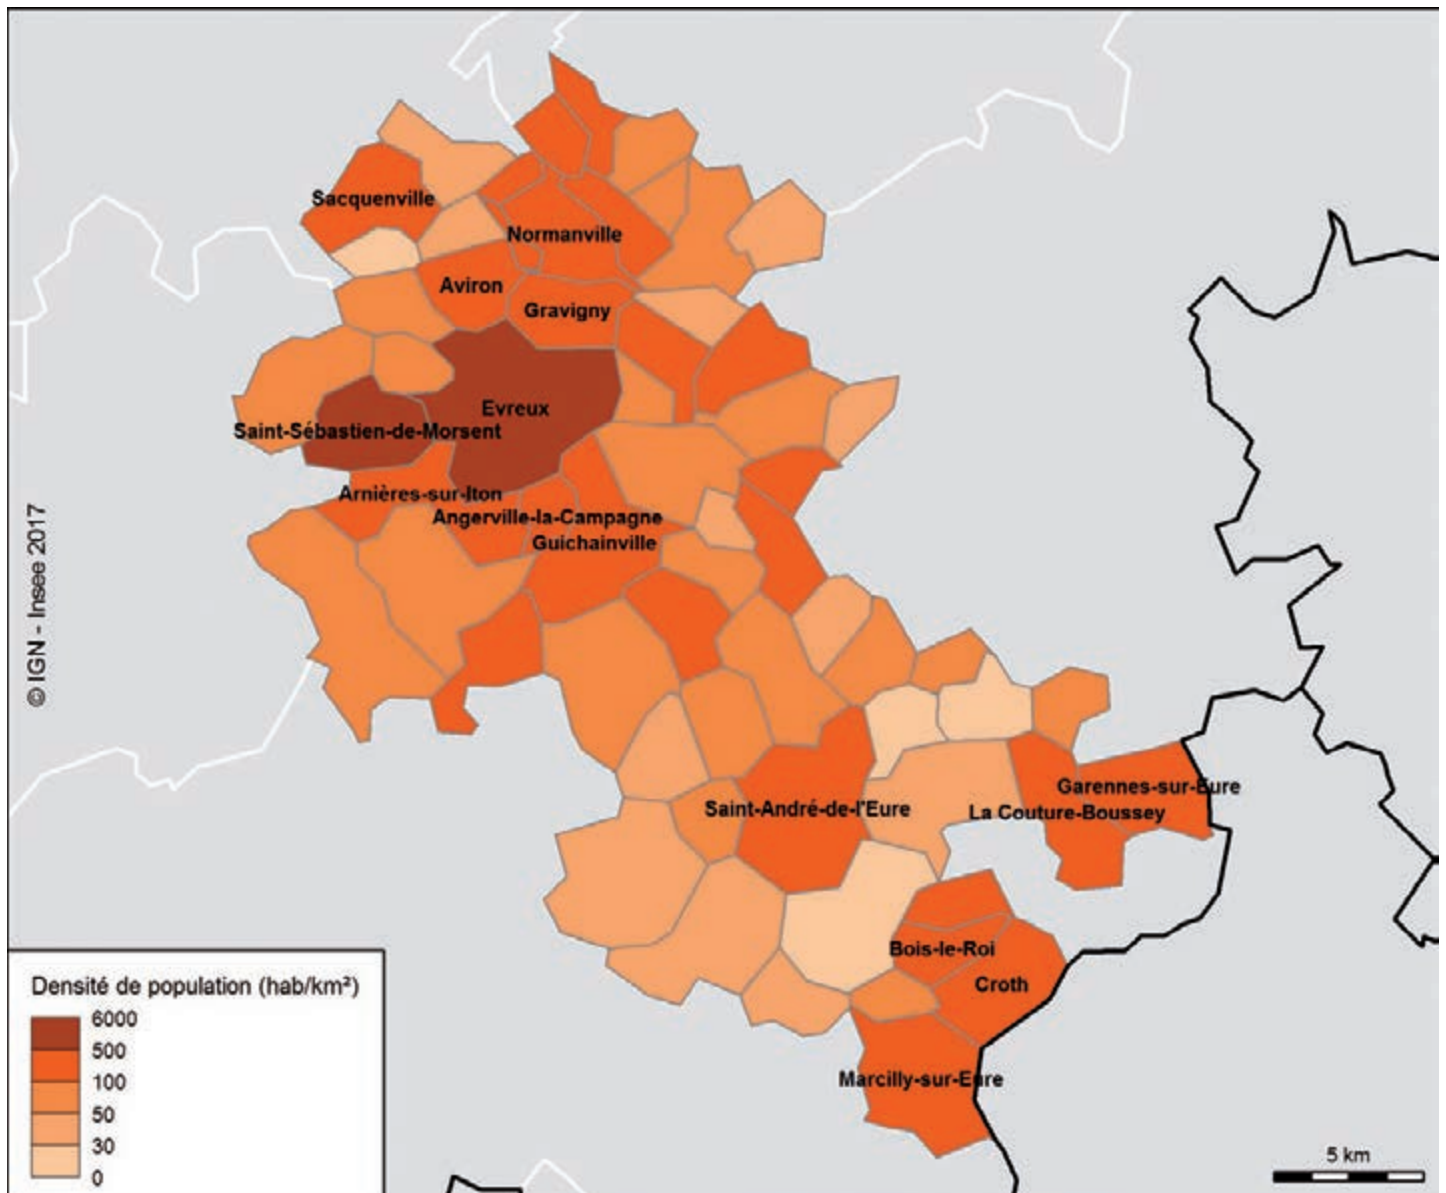 Sacquenville
Normanville
Aviron
Gravigny
Evreux
Saint-Sébastien-de-Morsent
Arnières-sur-Iton
Angerville-la-Campagne
Guichainville
© IGN - Insee 2017
Garennes-sur-Eure
Saint-André-de-l'Eure
La Couture-Boussey
Bois-le-Roi
Croth
Marcilly-sur-Eure
Densité de population (hab/km²)
6000
500
100
50
30
0
5 km